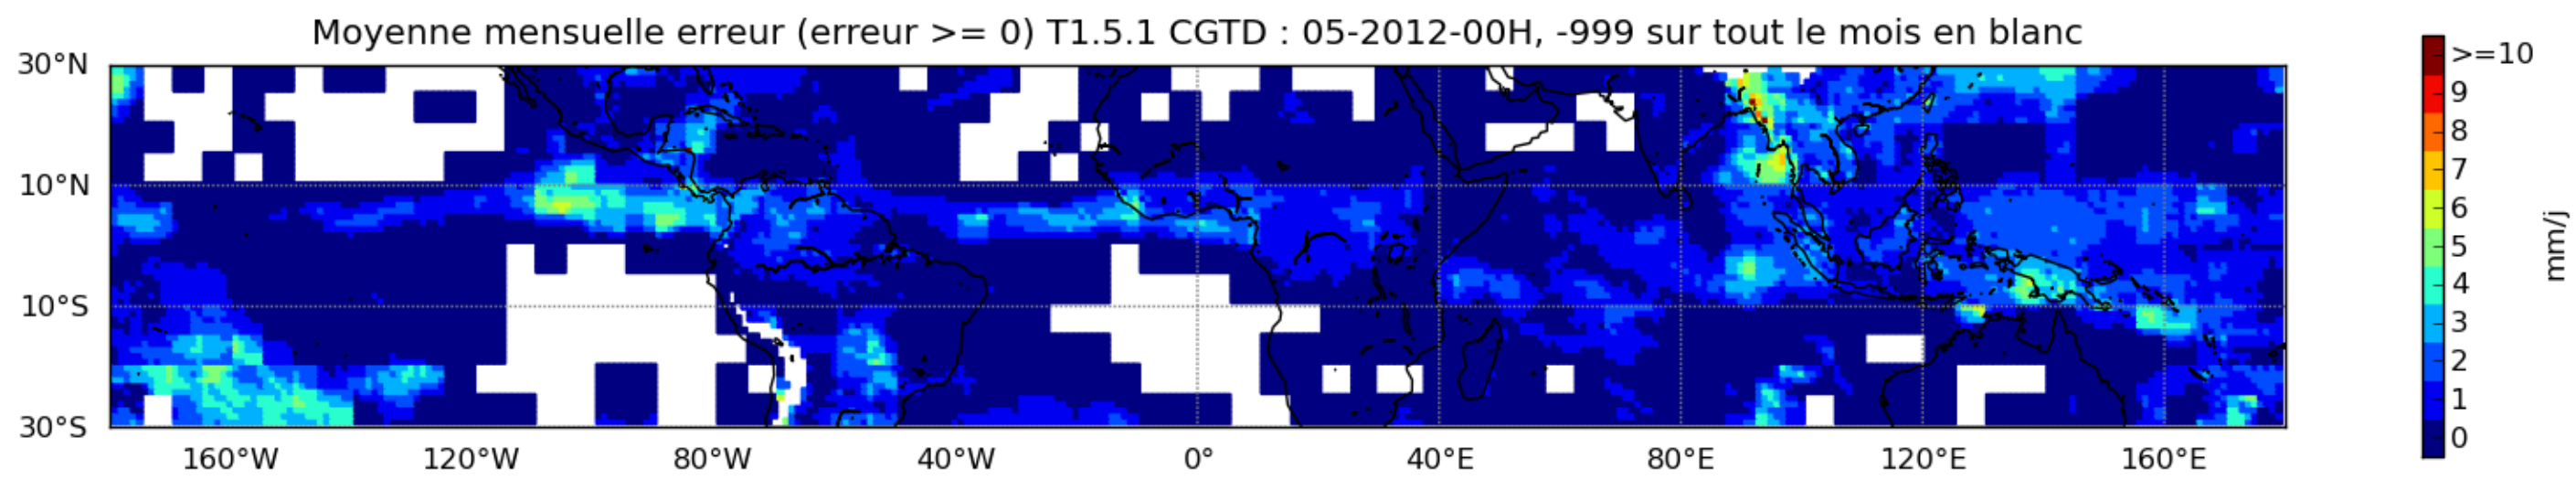 Moyenne mensuelle erreur (erreur >= 0) T1.5.1 CGTD : 05-2012-00H, -999 sur tout le mois en blanc
30°N
10°N
10°S
30°S
160°W 120°W 80°W 40°W 0° 40°E 80°E 120°E 160°E
>=10
9
8
7
6
5
4
3
2
1
0
mm/j